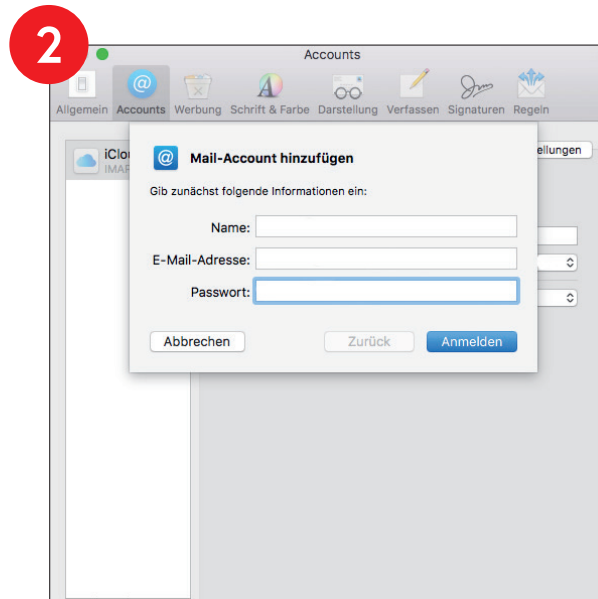 2
Accounts
Allgemein Accounts Werbung Schrift & Farbe Darstellung Verfassen Signaturen Regeln
Mail-Account hinzufügen
Gib zunächst folgende Informationen ein:
Name:
E-Mail-Adresse:
Passwort:
Abbrechen Zurück Anmelden